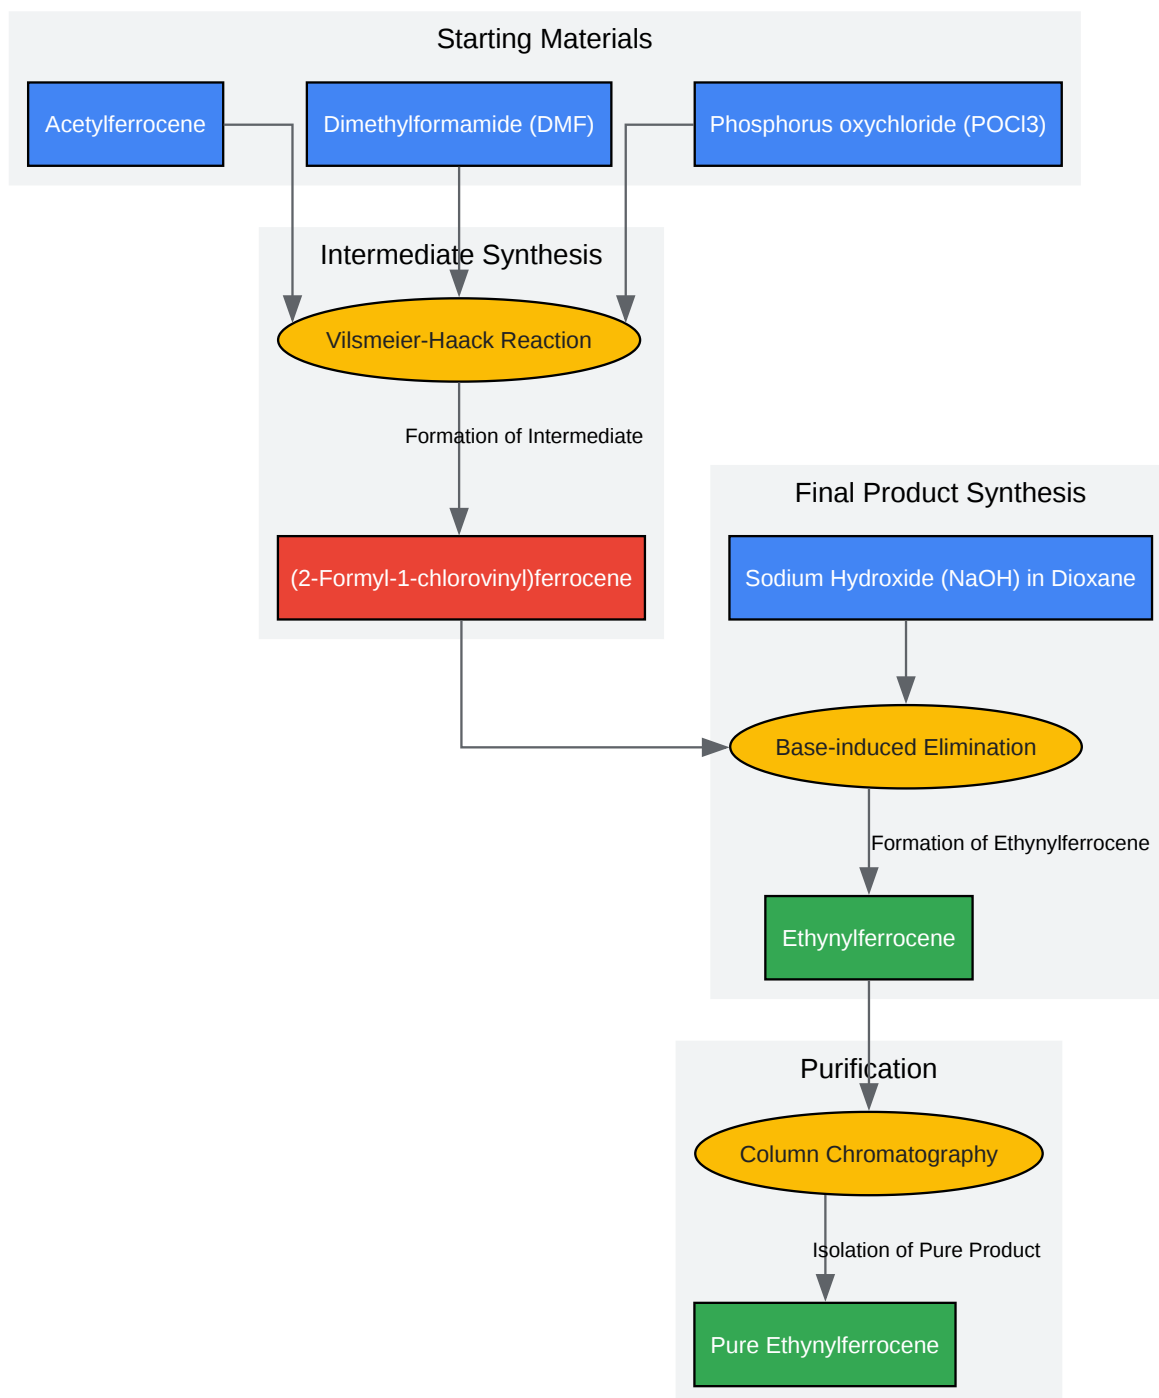 Starting Materials
Acetylferrocene
Dimethylformamide (DMF)
Phosphorus oxychloride (POCl3)
Intermediate Synthesis
Vilsmeier-Haack Reaction
Formation of Intermediate
(2-Formyl-1-chlorovinyl)ferrocene
Final Product Synthesis
Sodium Hydroxide (NaOH) in Dioxane
Base-induced Elimination
Formation of Ethynylferrocene
Ethynylferrocene
Purification
Column Chromatography
Isolation of Pure Product
Pure Ethynylferrocene